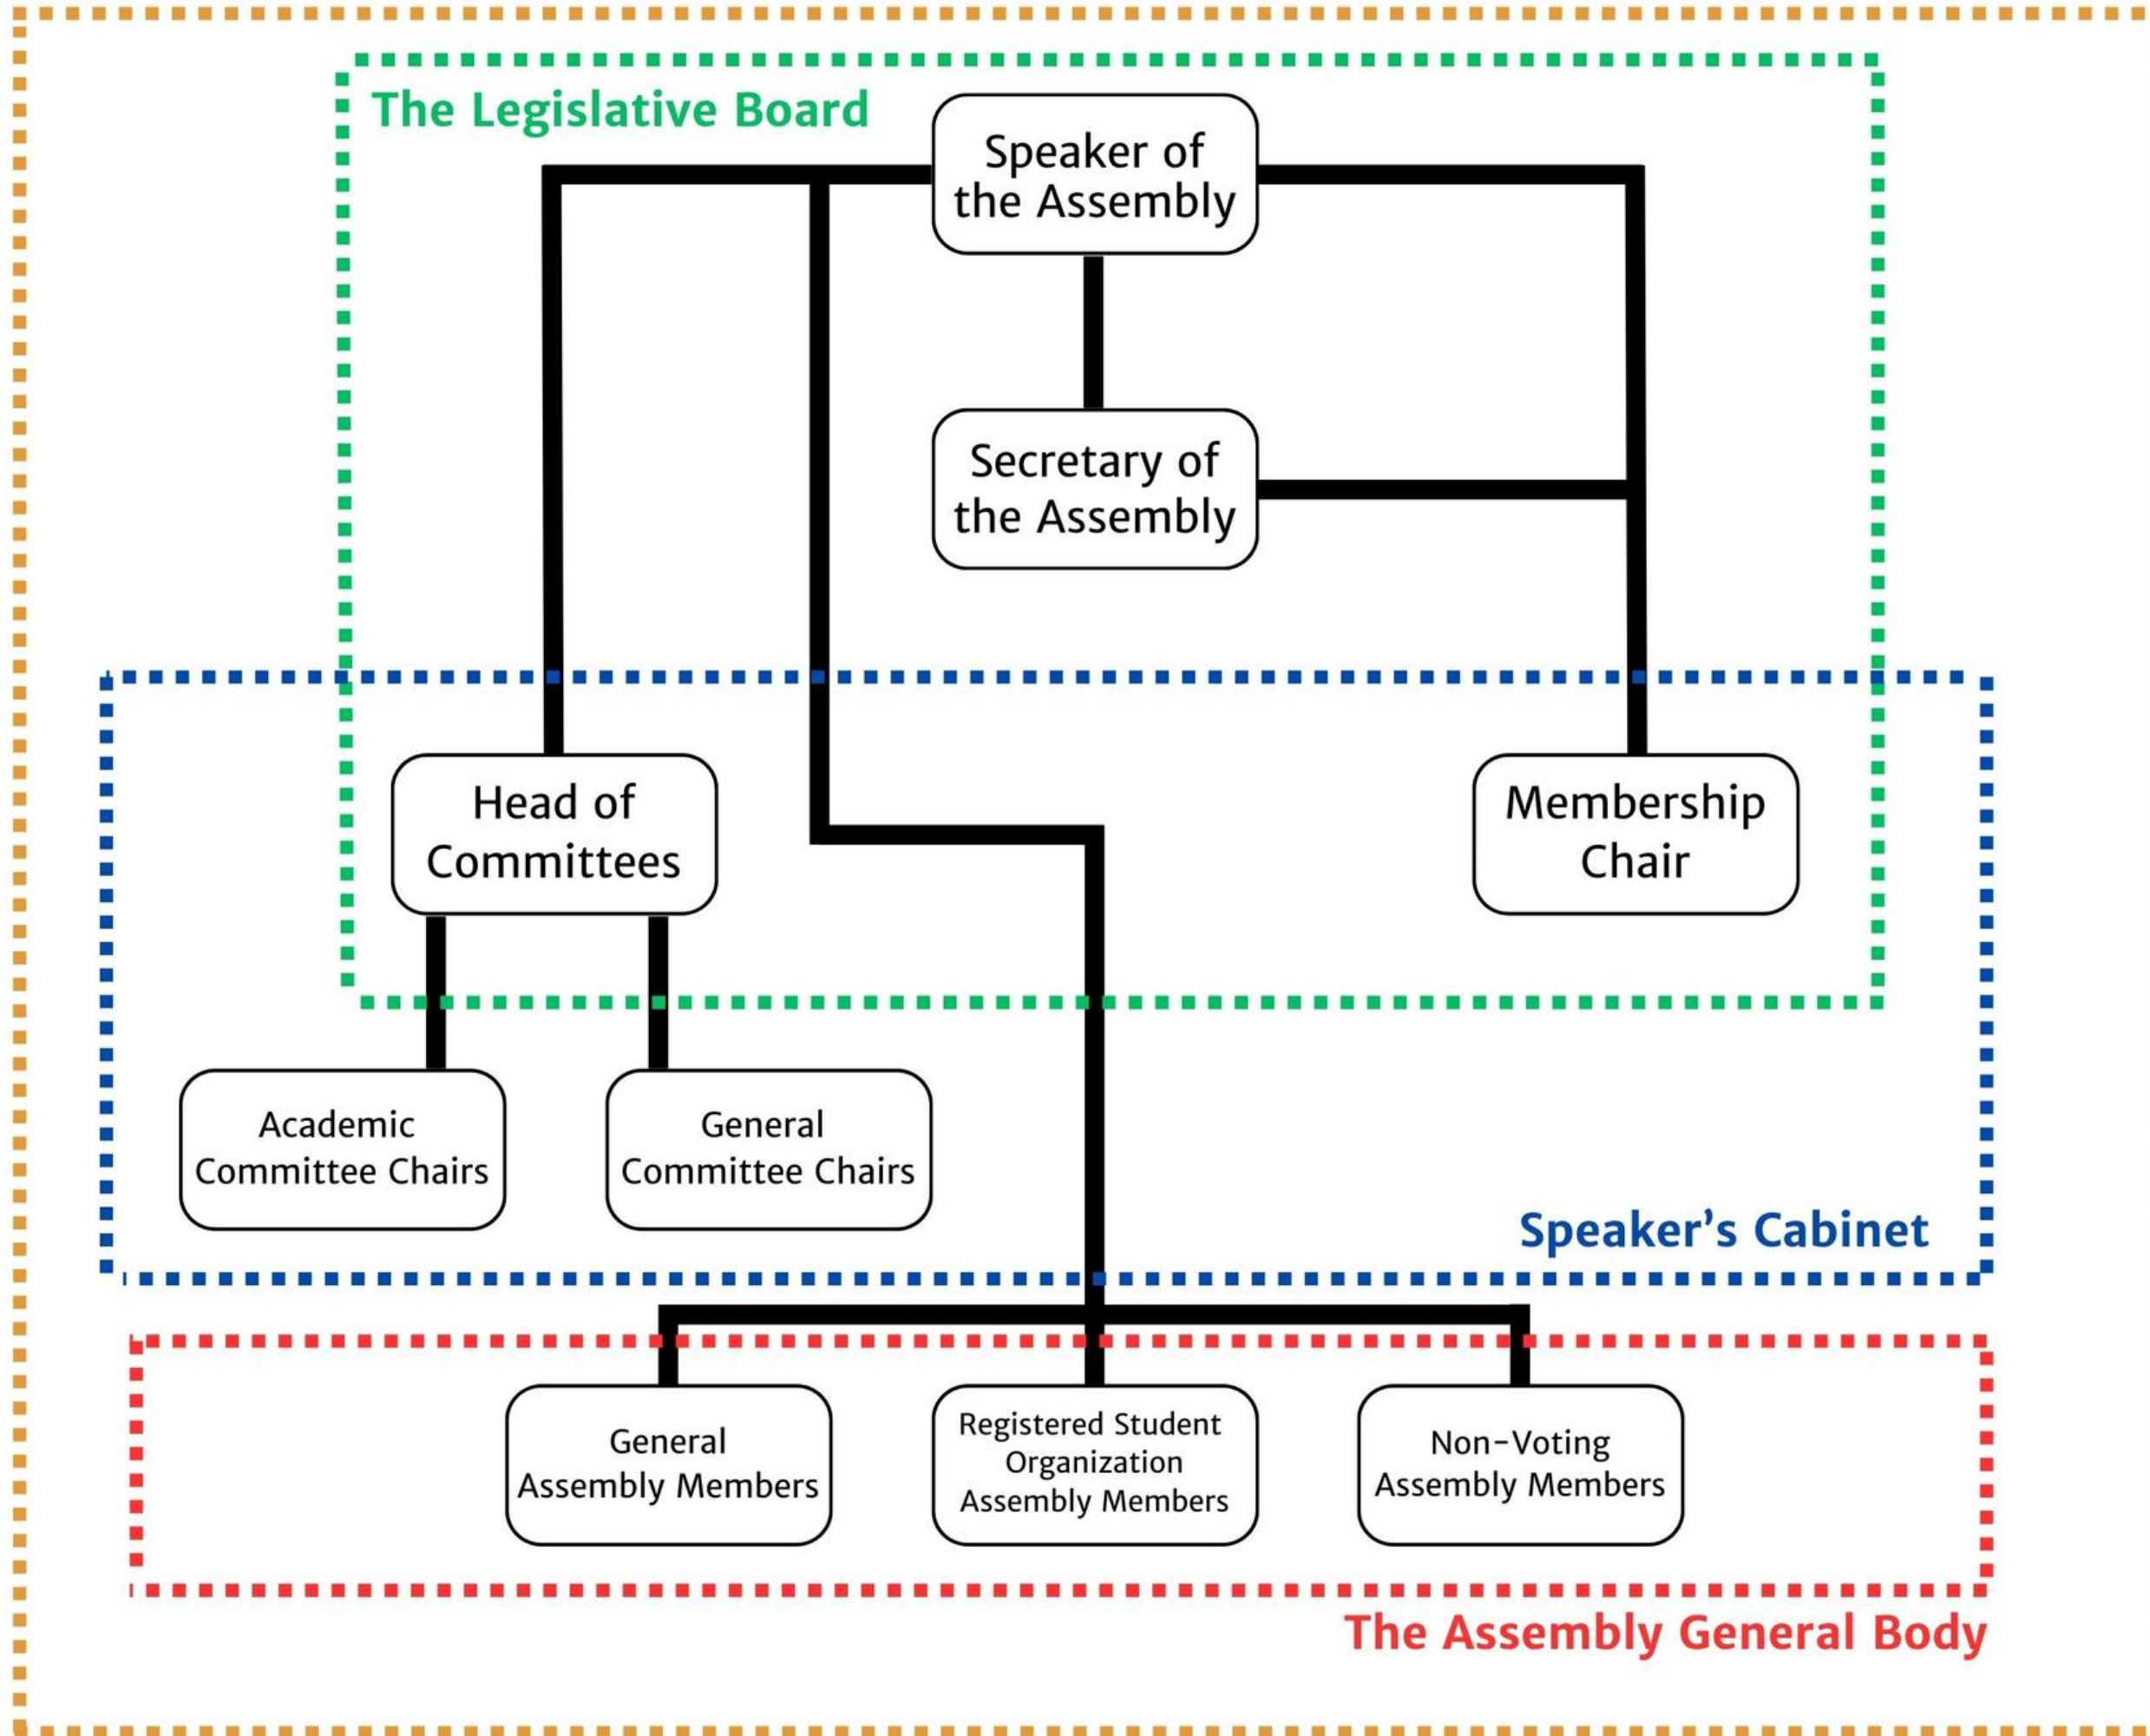 The Legislative Board
Speaker of
the Assembly
Secretary of
the Assembly
Head of
Committees
Membership
Chair
Academic
Committee Chairs
General
Committee Chairs
Speaker’s Cabinet
General
Assembly Members
Registered Student
Organization
Assembly Members
Non-Voting
Assembly Members
The Assembly General Body